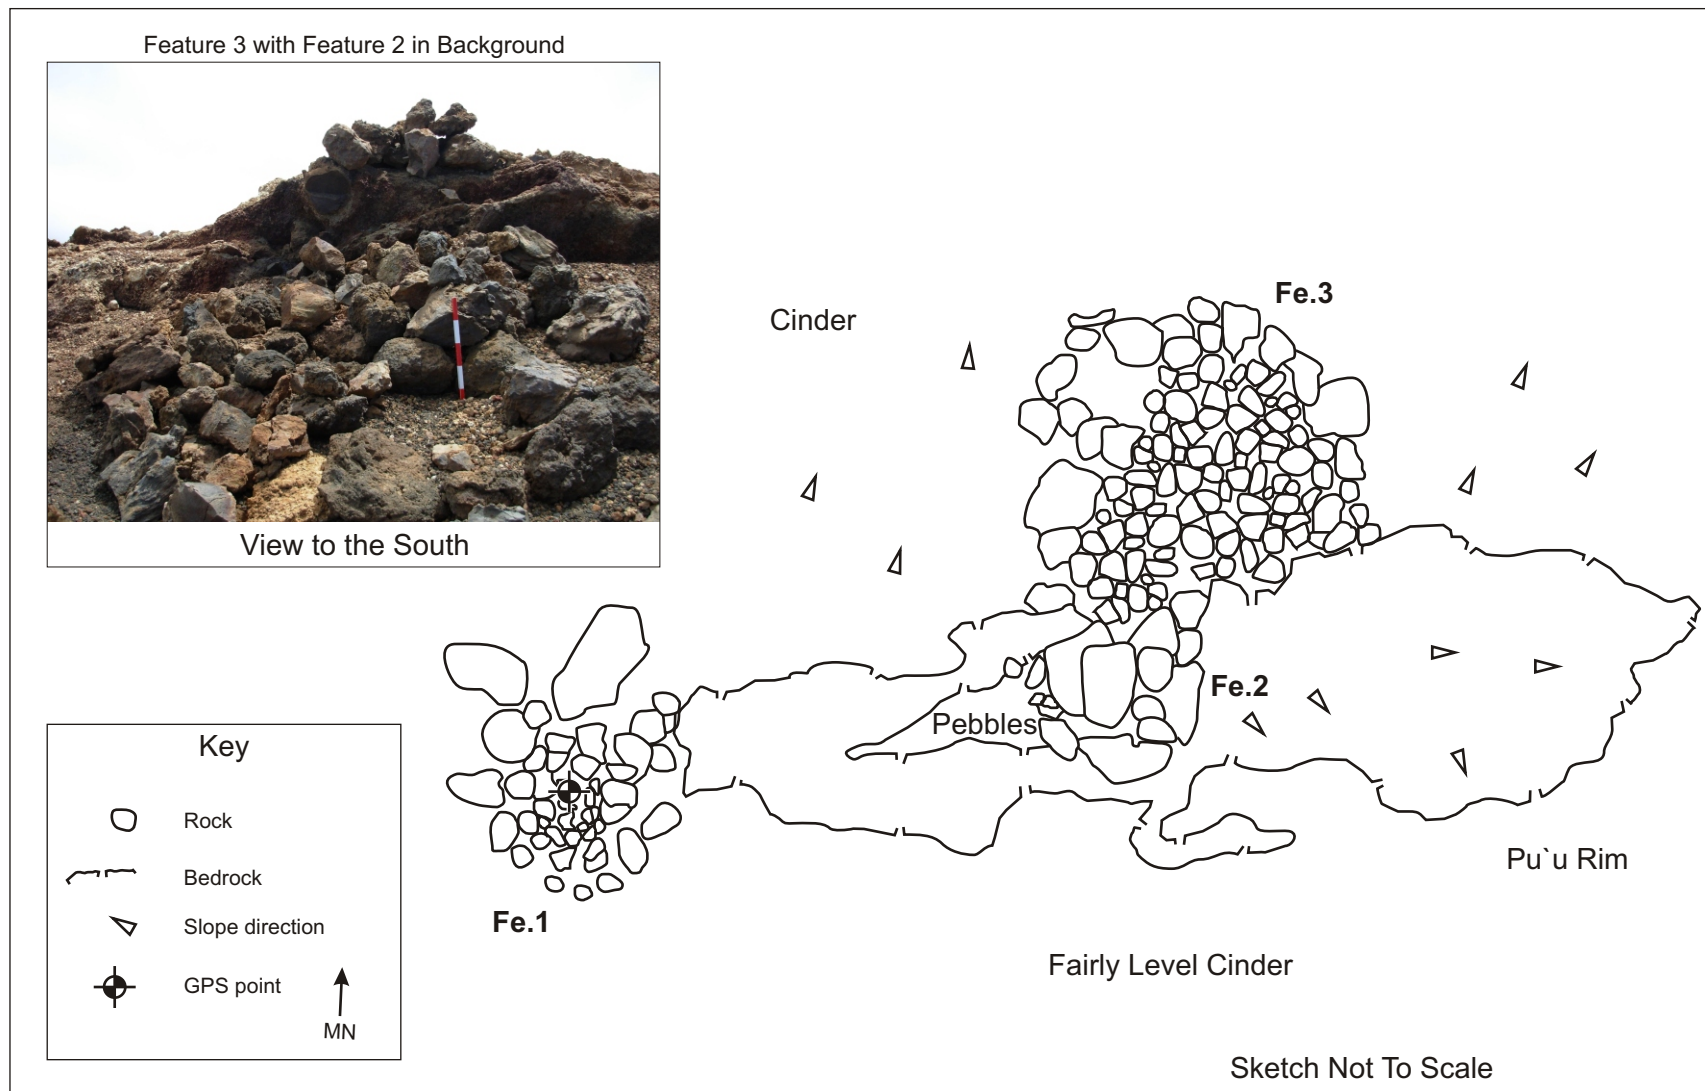 Feature 3 with Feature 2 in Background
View to the South
Cinder
Fe.3
Fe.2
Pebbles
Fe.1
Pu`u Rim
Fairly Level Cinder
Sketch Not To Scale
Key
Rock
Bedrock
Slope direction
GPS point
MN